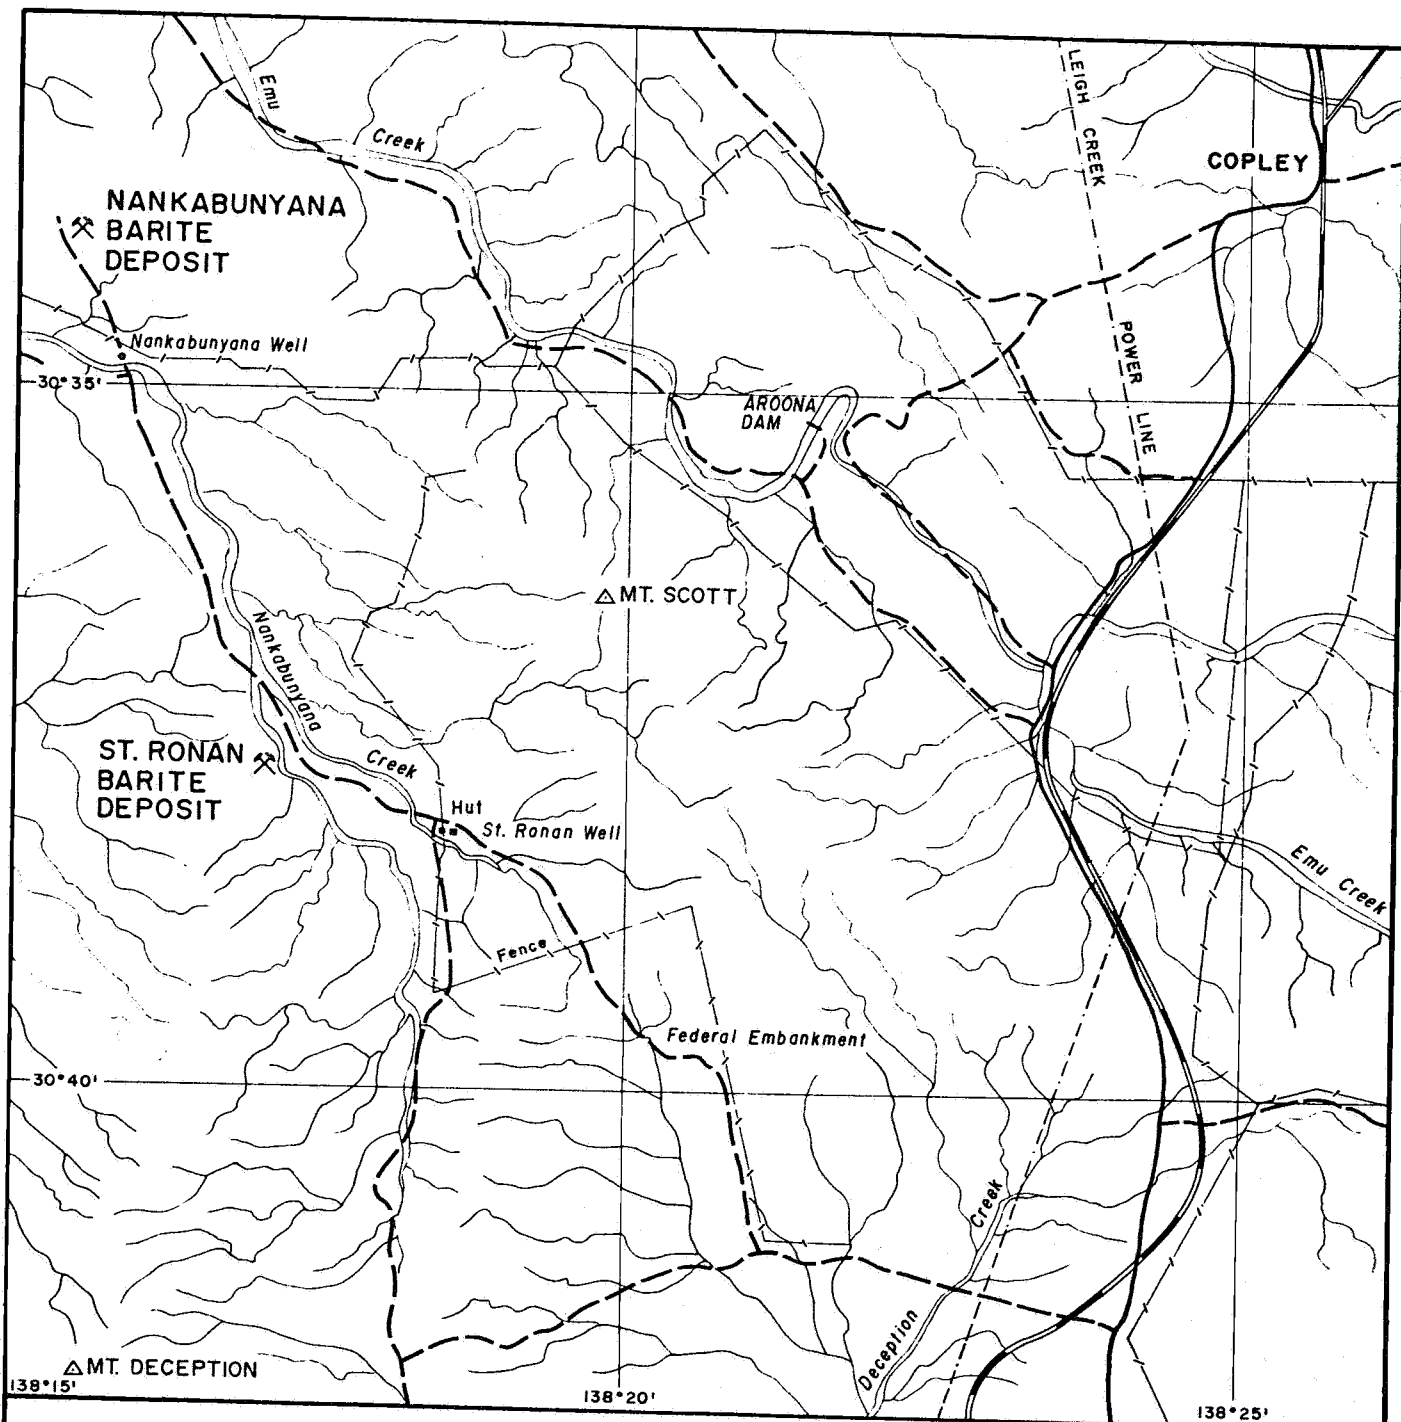 Emu
Creek
LEIGH CREEK
POWER LINE
COPLEY
NANKABUNYANA
BARITE
DEPOSIT
Nankabunyana Well
30°35'
AROONA
DAM
MT. SCOTT
Nankabunyana
Creek
ST. RONAN
BARITE
DEPOSIT
Hut
St. Ronan Well
Emu Creek
Fence
Federal Embankment
30°40'
Deception
Creek
MT. DECEPTION
138°15'
138°20'
138°25'